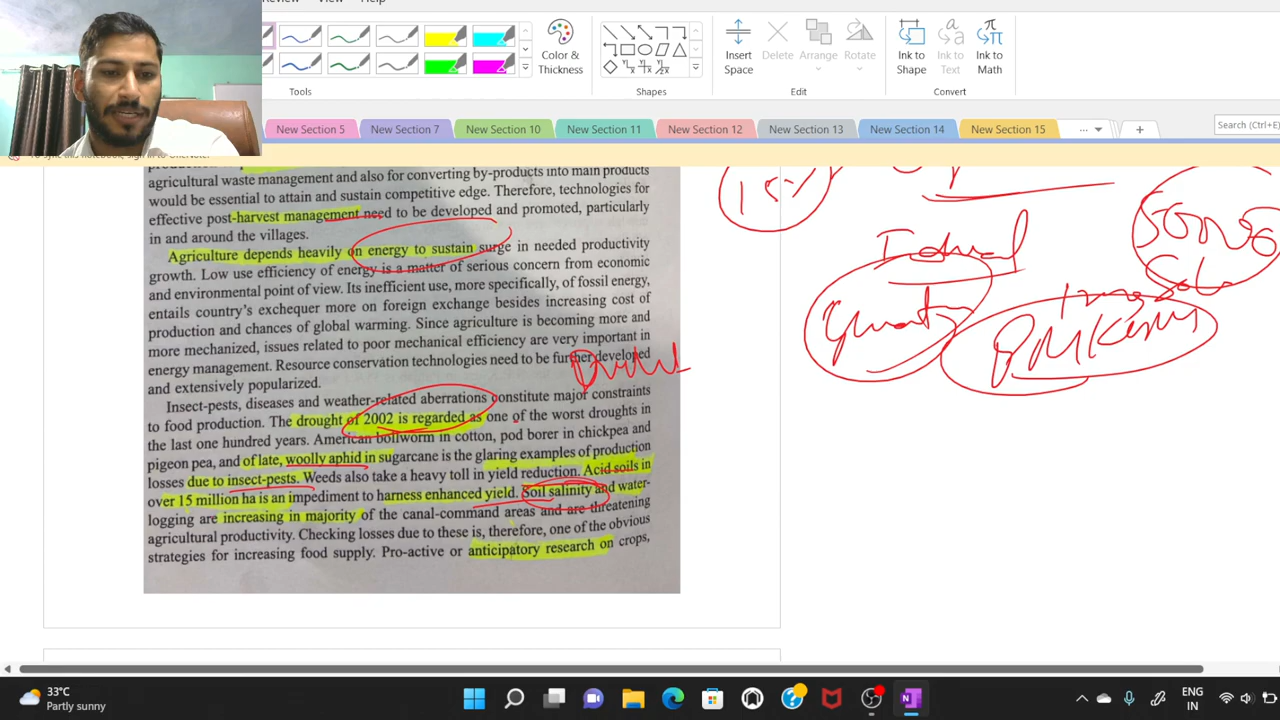 View
Help
Tools
Color & Thickness
Shapes
Insert Space
Delete
Arrange
Rotate
Edit
Ink to Shape
Ink to Text
Ink to Math
Convert
New Section 5
New Section 7
New Section 10
New Section 11
New Section 12
New Section 13
New Section 14
New Section 15
Search (Ctrl+E)
To sync this notebook, sign in to OneNote.
agricultural waste management and also for converting by-products into main products
would be essential to attain and sustain competitive edge. Therefore, technologies for
effective post-harvest management need to be developed and promoted, particularly
in and around the villages.
Agriculture depends heavily on energy to sustain surge in needed productivity
growth. Low use efficiency of energy is a matter of serious concern from economic
and environmental point of view. Its inefficient use, more specifically, of fossil energy,
entails country's exchequer more on foreign exchange besides increasing cost of
production and chances of global warming. Since agriculture is becoming more and
more mechanized, issues related to poor mechanical efficiency are very important in
energy management. Resource conservation technologies need to be further developed
and extensively popularized.
Insect-pests, diseases and weather-related aberrations constitute major constraints
to food production. The drought of 2002 is regarded as one of the worst droughts in
the last one hundred years. American bollworm in cotton, pod borer in chickpea and
pigeon pea, and of late, woolly aphid in sugarcane is the glaring examples of production
losses due to insect-pests. Weeds also take a heavy toll in yield reduction. Acid soils in
over 15 million ha is an impediment to harness enhanced yield. Soil salinity and water-
logging are increasing in majority of the canal-command areas and are threatening
agricultural productivity. Checking losses due to these is, therefore, one of the obvious
strategies for increasing food supply. Pro-active or anticipatory research on crops,
33°C
Partly sunny
ENG
IN